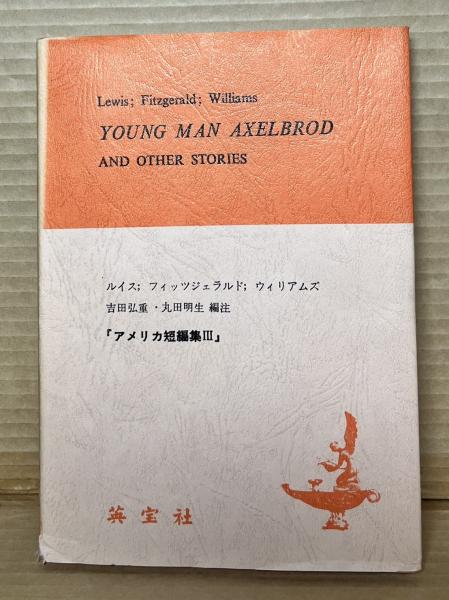 Lewis; Fitzgerald; Williams
YOUNG MAN AXELBROD
AND OTHER STORIES
ルイス; フィッツジェラルド; ウィリアムズ
吉田弘重・丸田明生 編注
『アメリカ短編集III』
英宝社